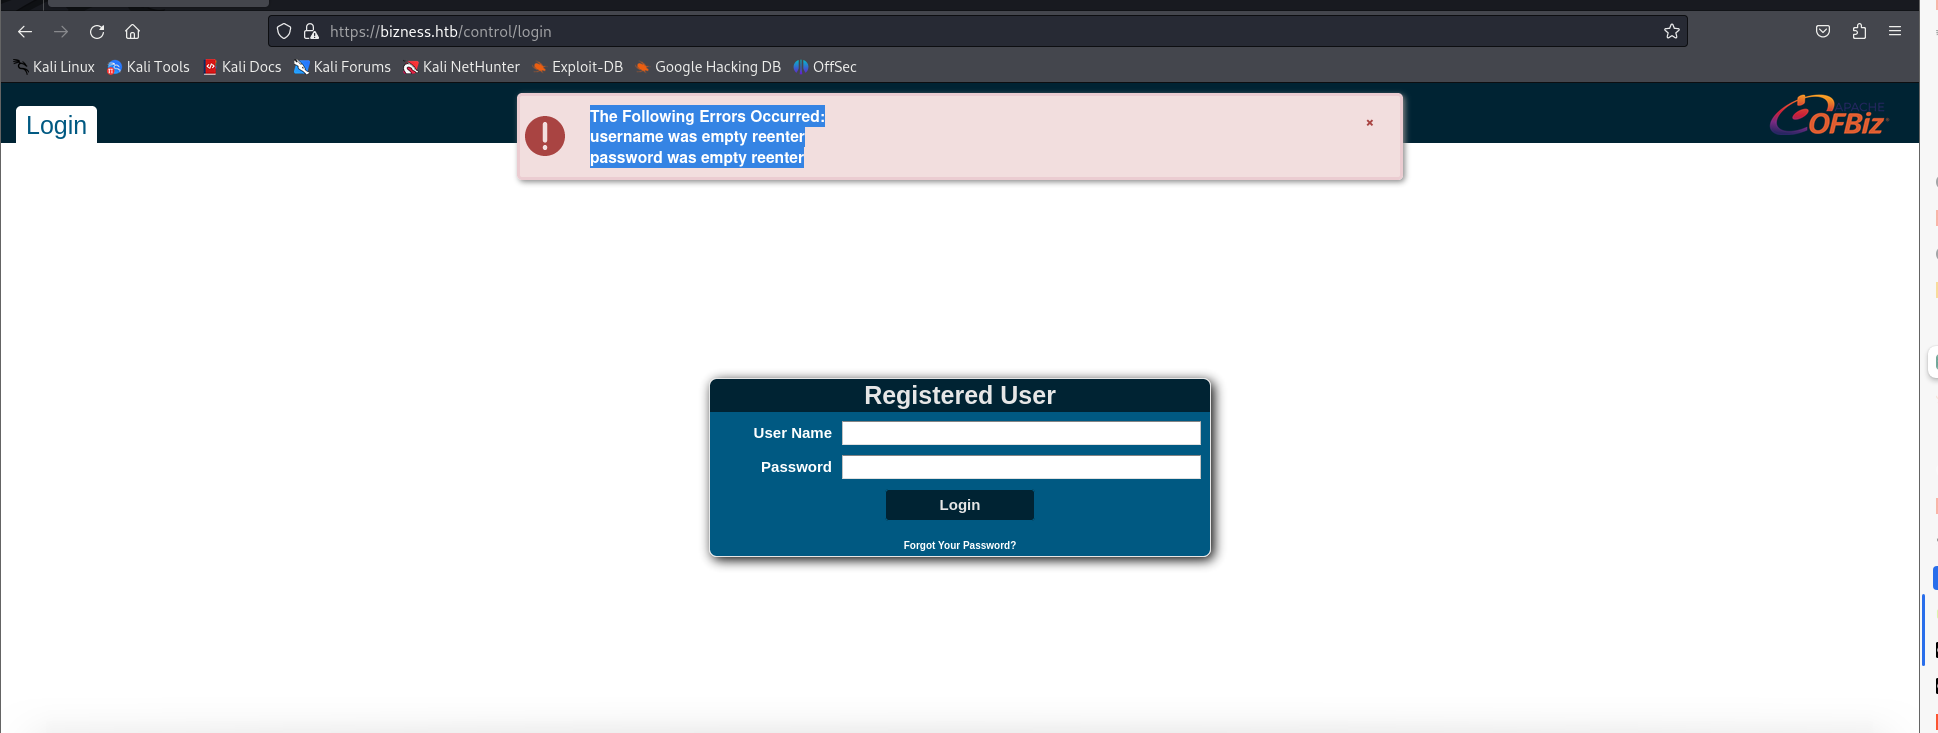 https://bizness.htb/control/login
Kali Linux Kali Tools Kali Docs Kali Forums Kali NetHunter Exploit-DB Google Hacking DB OffSec
Login
The Following Errors Occurred:
username was empty reenter
password was empty reenter
APACHE
OFBiz
Registered User
User Name
Password
Login
Forgot Your Password?